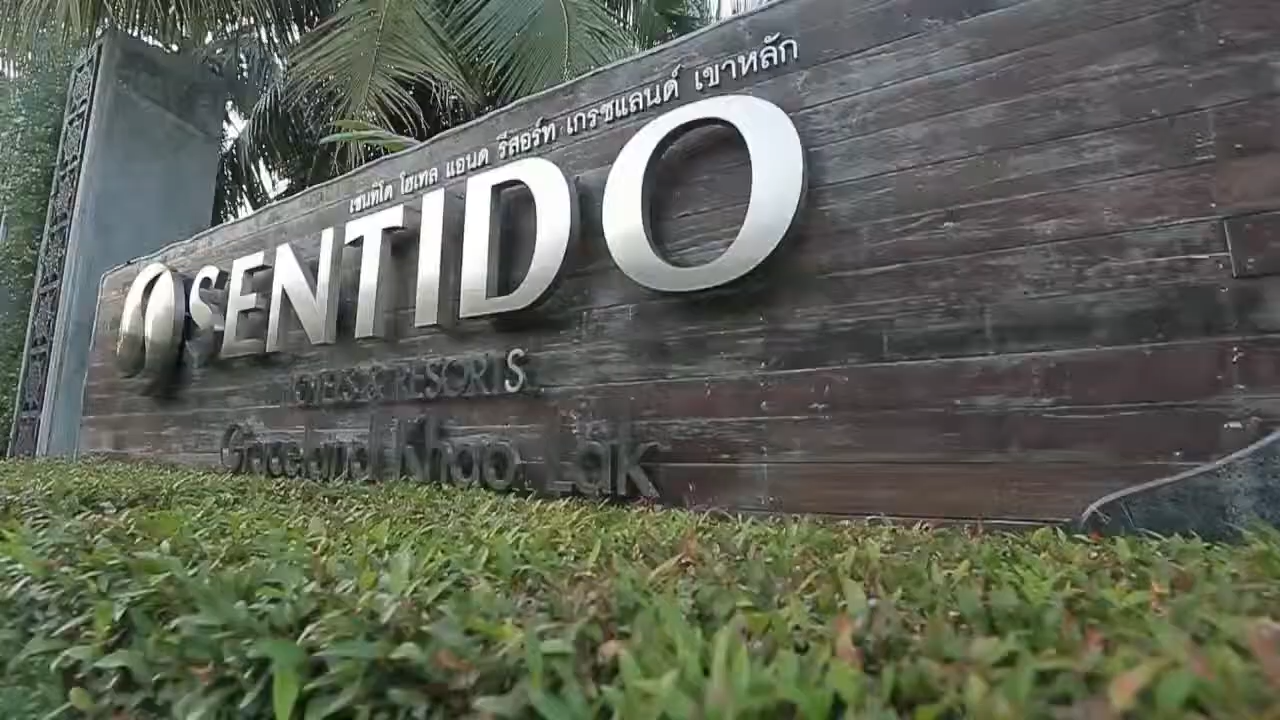 เซนทิโด โฮเทล แอนด รีสอร์ท เกรซแลนด์ เขาหลัก
SENTIDO
HOTELS & RESORTS
Graceland Khao Lak